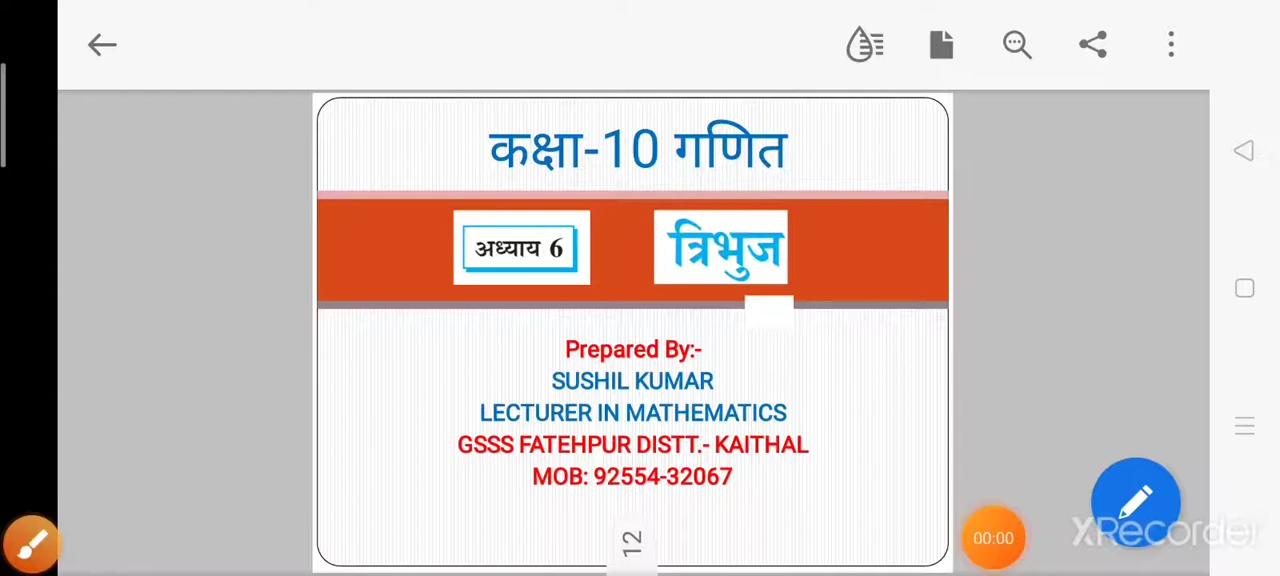 कक्षा-10 गणित
अध्याय 6
त्रिभुज
Prepared By:-
SUSHIL KUMAR
LECTURER IN MATHEMATICS
GSSS FATEHPUR DISTT.- KAITHAL
MOB: 92554-32067
12
00:00
XRecorder